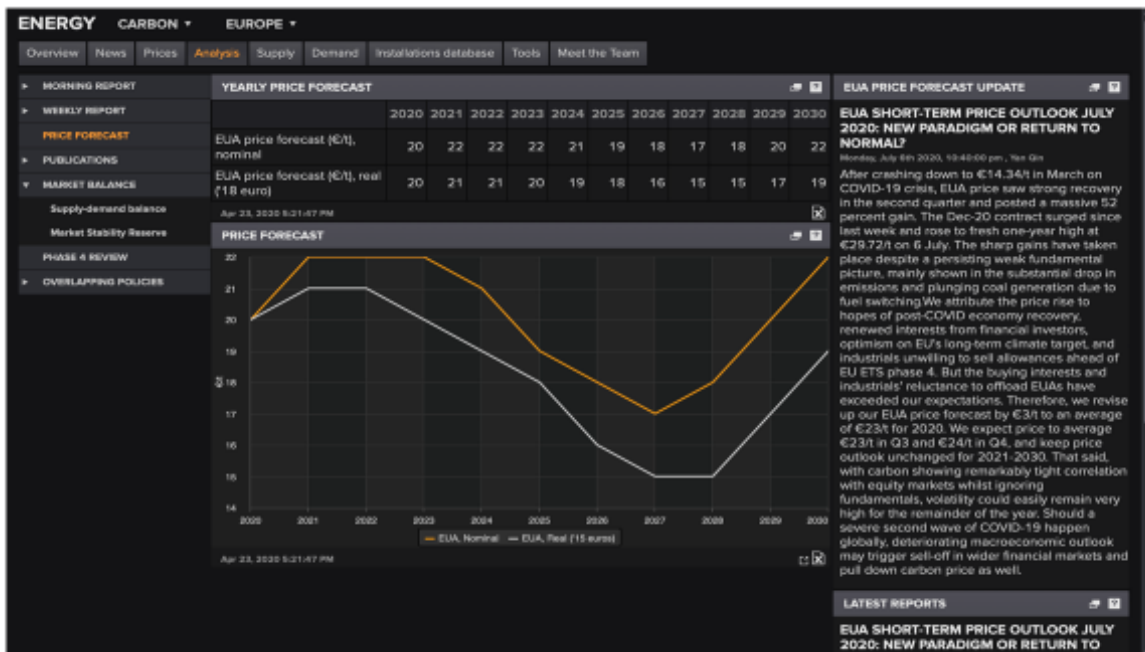 ENERGY CARBON ▾ EUROPE ▾
Overview News Prices Analysis Supply Demand Installations database Tools Meet the Team
MORNING REPORT
WEEKLY REPORT
PRICE FORECAST
PUBLICATIONS
MARKET BALANCE
Supply-demand balance
Market Stability Reserve
PHASE 4 REVIEW
OVERLAPPING POLICIES
YEARLY PRICE FORECAST
2020 2021 2022 2023 2024 2025 2026 2027 2028 2029 2030
EUA price forecast (€/t),
nominal
20 22 22 22 21 19 18 17 18 20 22
EUA price forecast (€/t), real
('18 euro)
20 21 21 20 19 18 16 15 15 17 19
Apr 23, 2020 5:21:47 PM
PRICE FORECAST
22
21
20
19
18
17
16
15
14
€/t
2020 2021 2022 2023 2024 2025 2026 2027 2028 2029 2030
EUA, Nominal EUA, Real ('15 euros)
Apr 23, 2020 5:21:47 PM
EUA PRICE FORECAST UPDATE
EUA SHORT-TERM PRICE OUTLOOK JULY
2020: NEW PARADIGM OR RETURN TO
NORMAL?
Monday, July 6th 2020, 10:40:00 pm, Yan Qin
After crashing down to €14.34/t in March on
COVID-19 crisis, EUA price saw strong recovery
in the second quarter and posted a massive 52
percent gain. The Dec-20 contract surged since
last week and rose to fresh one-year high at
€29.72/t on 6 July. The sharp gains have taken
place despite a persisting weak fundamental
picture, mainly shown in the substantial drop in
emissions and plunging coal generation due to
fuel switching.We attribute the price rise to
hopes of post-COVID economy recovery,
renewed interests from financial investors,
optimism on EU's long-term climate target, and
industrials unwilling to sell allowances ahead of
EU ETS phase 4. But the buying interests and
industrials' reluctance to offload EUAs have
exceeded our expectations. Therefore, we revise
up our EUA price forecast by €3/t to an average
of €23/t for 2020. We expect price to average
€23/t in Q3 and €24/t in Q4, and keep price
outlook unchanged for 2021-2030. That said,
with carbon showing remarkably tight correlation
with equity markets whilst ignoring
fundamentals, volatility could easily remain very
high for the remainder of the year. Should a
severe second wave of COVID-19 happen
globally, deteriorating macroeconomic outlook
may trigger sell-off in wider financial markets and
pull down carbon price as well.
LATEST REPORTS
EUA SHORT-TERM PRICE OUTLOOK JULY
2020: NEW PARADIGM OR RETURN TO